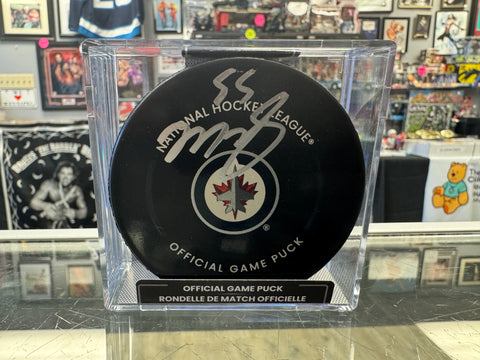 55
NATIONAL HOCKEY LEAGUE®
®
OFFICIAL GAME PUCK
OFFICIAL GAME PUCK
RONDELLE DE MATCH OFFICIELLE